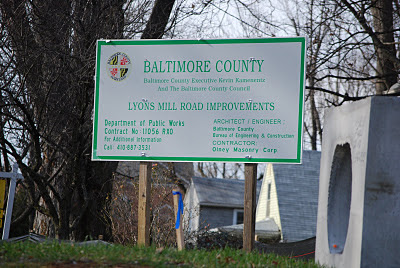 BALTIMORE COUNTY
Baltimore County Executive Kevin Kamenetz
And The Baltimore County Council
LYONS MILL ROAD IMPROVEMENTS
Department of Public Works
Contract No: 11056 RXO
For Additional Information
Call: 410-887-3531
ARCHITECT / ENGINEER :
Baltimore County
Bureau of Engineering & Construction
CONTRACTOR:
Olney Masonry Corp